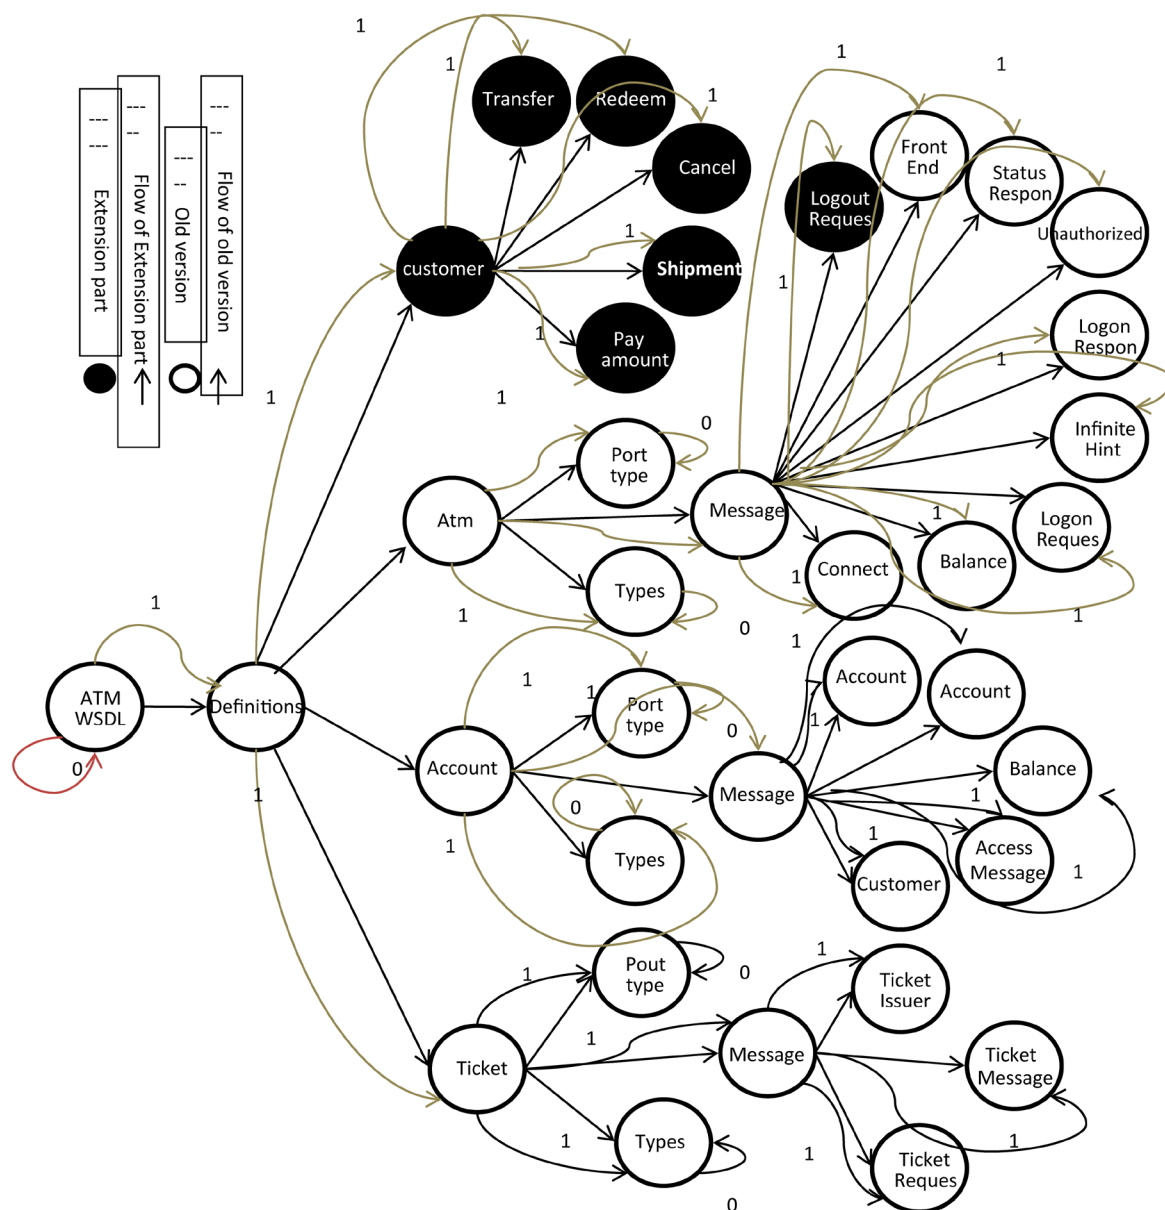 Extension part
---
---
Flow of Extension part
---
--
Old version
---
--
Flow of old version
---
--
1
1
1
1
1
1
Transfer
Redeem
Cancel
customer
Shipment
Pay
amount
1
1
1
1
1
Front
End
Status
Respon
Logout
Reques
Unauthorized
Logon
Respon
Infinite
Hint
Logon
Reques
Balance
Connect
Message
1
1
1
0
Port
type
Atm
Types
1
0
1
ATM
WSDL
0
Definitions
1
1
1
0
Port
type
Account
0
Types
1
Message
1
1
Account
Account
Balance
1
Access
Message
1
1
Customer
Pout
type
0
1
1
Ticket
Types
1
0
Message
1
Ticket
Issuer
Ticket
Message
1
1
Ticket
Reques